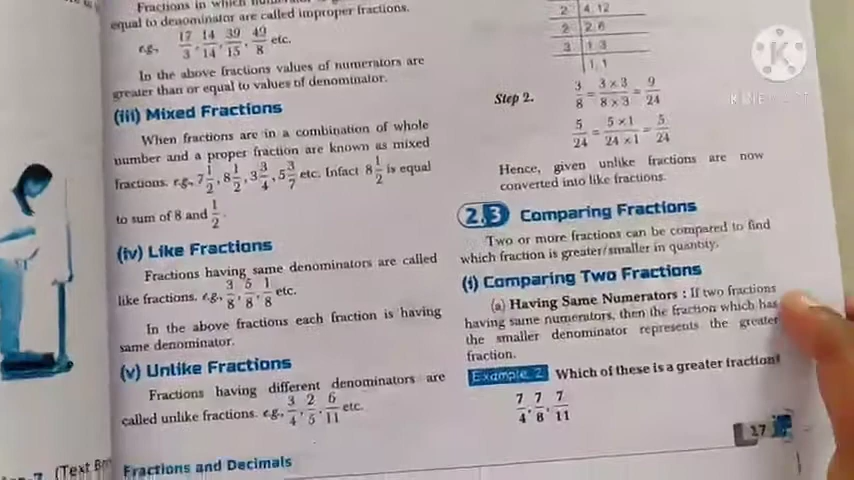 equal to denominator are called improper fractions.
e.g., 17/3, 14/14, 39/15, 49/8 etc.
In the above fractions values of numerators are
greater than or equal to values of denominator.
(iii) Mixed Fractions
When fractions are in a combination of whole
number and a proper fraction are known as mixed
fractions. e.g., 7 1/2, 8 1/2, 3 3/4, 5 3/7 etc. Infact 8 1/2 is equal
to sum of 8 and 1/2.
(iv) Like Fractions
Fractions having same denominators are called
like fractions. e.g., 3/8, 5/8, 1/8 etc.
In the above fractions each fraction is having
same denominator.
(v) Unlike Fractions
Fractions having different denominators are
called unlike fractions. e.g., 3/4, 2/5, 6/11 etc.
Fractions and Decimals
(Text
2 | 4, 12
2 | 2, 6
3 | 1, 3
1, 1
Step 2. 3/8 = 3 × 3/8 × 3 = 9/24
5/24 = 5 × 1/24 × 1 = 5/24
Hence, given unlike fractions are now
converted into like fractions.
2.3 Comparing Fractions
Two or more fractions can be compared to find
which fraction is greater/smaller in quantity.
(i) Comparing Two Fractions
(a) Having Same Numerators : If two fractions
having same numerators, then the fraction which has
the smaller denominator represents the greater
fraction.
Example 2 Which of these is a greater fraction
7/4, 7/8, 7/11
17